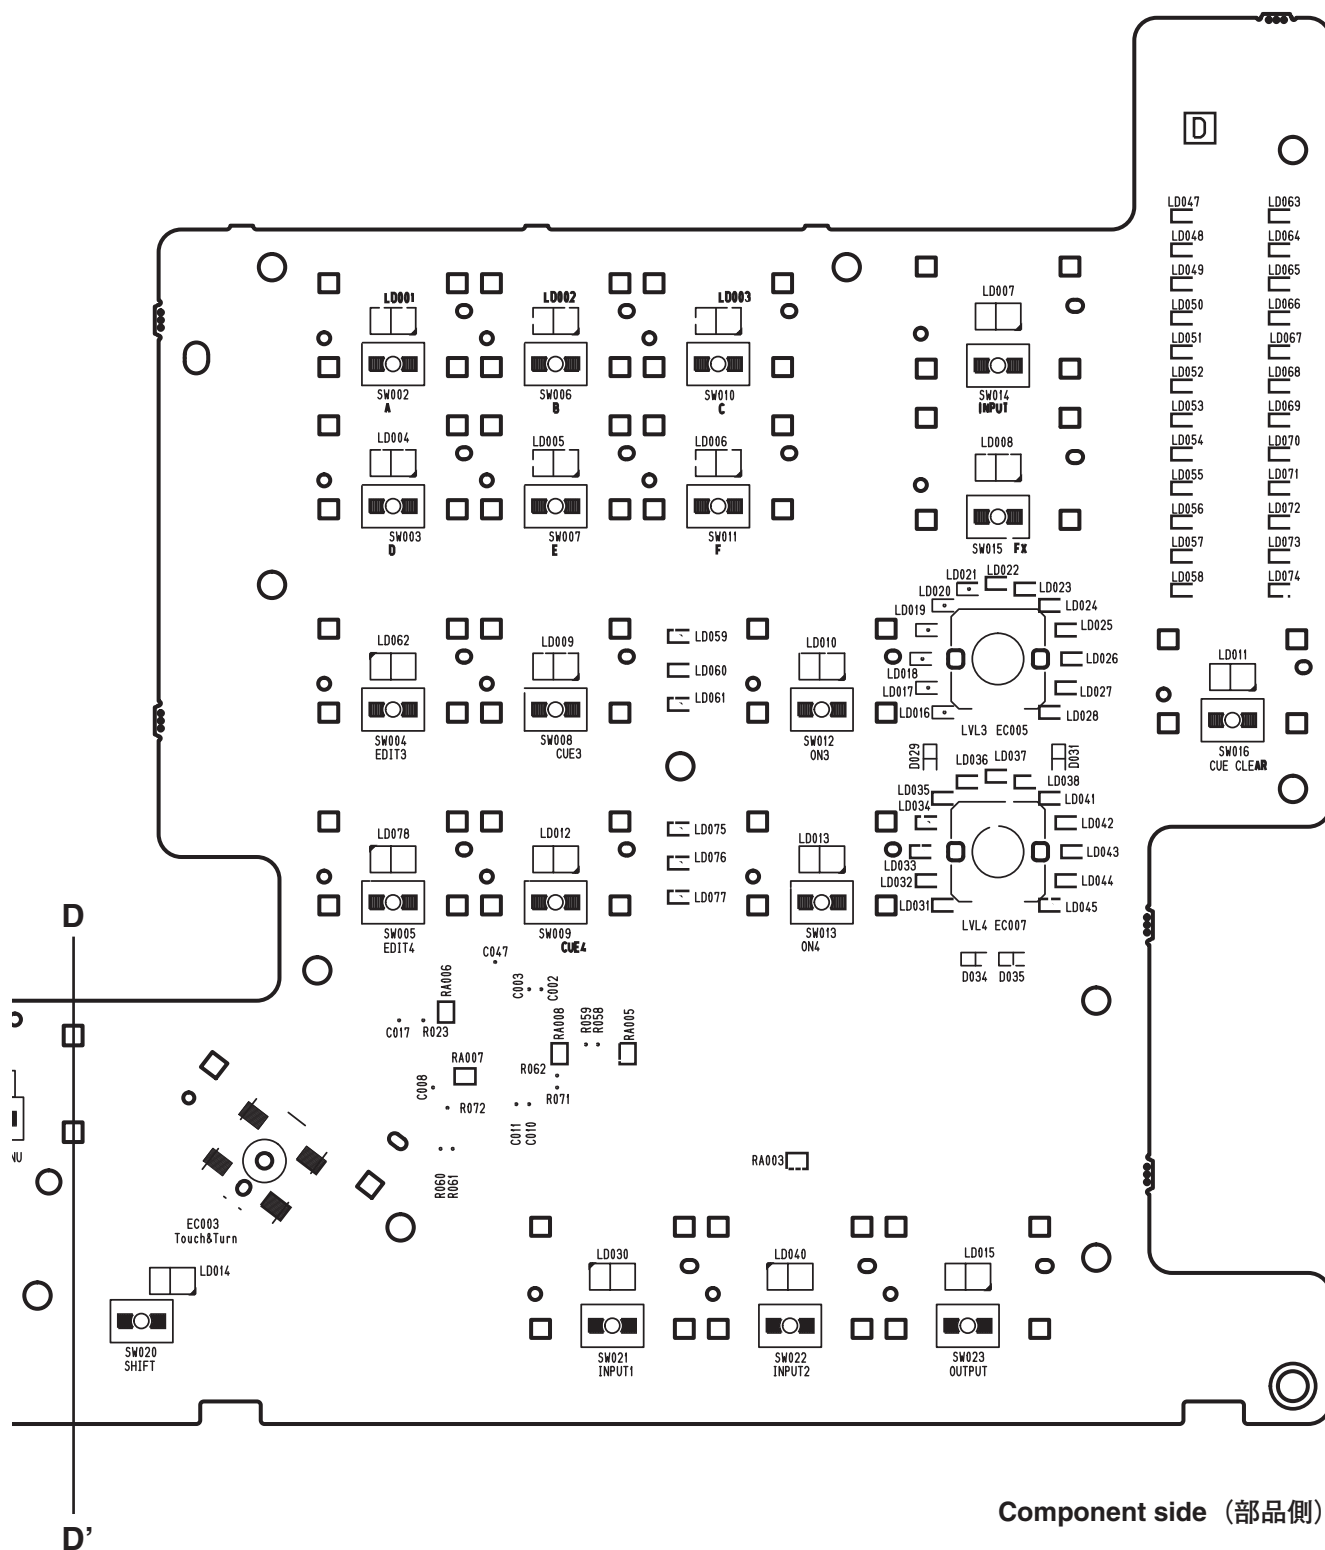 D
LD047 LD063
LD048 LD064
LD049 LD065
LD050 LD066
LD051 LD067
LD052 LD068
LD053 LD069
LD054 LD070
LD055 LD071
LD056 LD072
LD057 LD073
LD058 LD074
LD001 LD002 LD003 LD007
SW002 SW006 SW010 SW014
A B C INPUT
LD004 LD005 LD006 LD008
SW003 SW007 SW011 SW015 FX
D E F
LD022
LD021 LD023
LD020 LD024
LD019 LD025
LD018 LD026
LD017 LD027
LD016 LD028
LVL3 EC005
LD062 LD009 LD059 LD010 LD011
LD060
LD061
SW004 SW008 SW012 SW016
EDIT3 CUE3 ON3 CUE CLEAR
D029 D031
LD036 LD037 LD038
LD035 LD041
LD034 LD042
LD033 LD043
LD032 LD044
LD031 LD045
LVL4 EC007
LD078 LD012 LD075 LD013
LD076
LD077
SW005 SW009 SW013
EDIT4 CUE4 ON4
D034 D035
D
C047
RA006 C003 C002
C017 R023 RA008 R059 R058 RA005
RA007 R062
C008 R071
R072 C011 C010
R060 R061
RA003
NU
EC003
Touch&Turn
LD014
SW020
SHIFT
LD030 LD040 LD015
SW021 SW022 SW023
INPUT1 INPUT2 OUTPUT
D'
Component side（部品側）